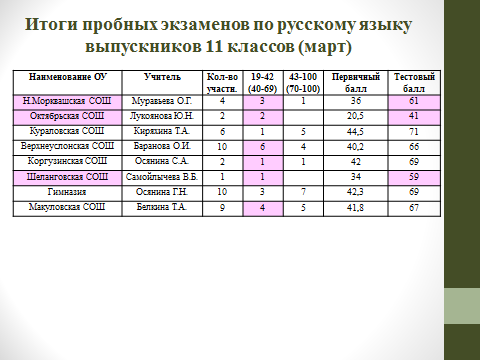 Итоги пробных экзаменов по русскому языку
выпускников 11 классов (март)
Наименование ОУ Учитель Кол-во участн. 19-42 (40-69) 43-100 (70-100) Первичный балл Тестовый балл
Н.Моркващская СОШ Муравьева О.Г. 4 3 1 36 61
Октябрьская СОШ Лукоянова Ю.Н. 2 2 20,5 41
Кураловская СОШ Киряхина Т.А. 6 1 5 44,5 71
Верхнеуслонская СОШ Баранова О.И. 10 6 4 40,2 66
Коргузинская СОШ Осянина С.А. 2 1 1 42 69
Шеланговская СОШ Самойлычева В.Б. 1 1 34 59
Гимназия Осянина Г.Н. 10 3 7 42,3 69
Макуловская СОШ Белкина Т.А. 9 4 5 41,8 67